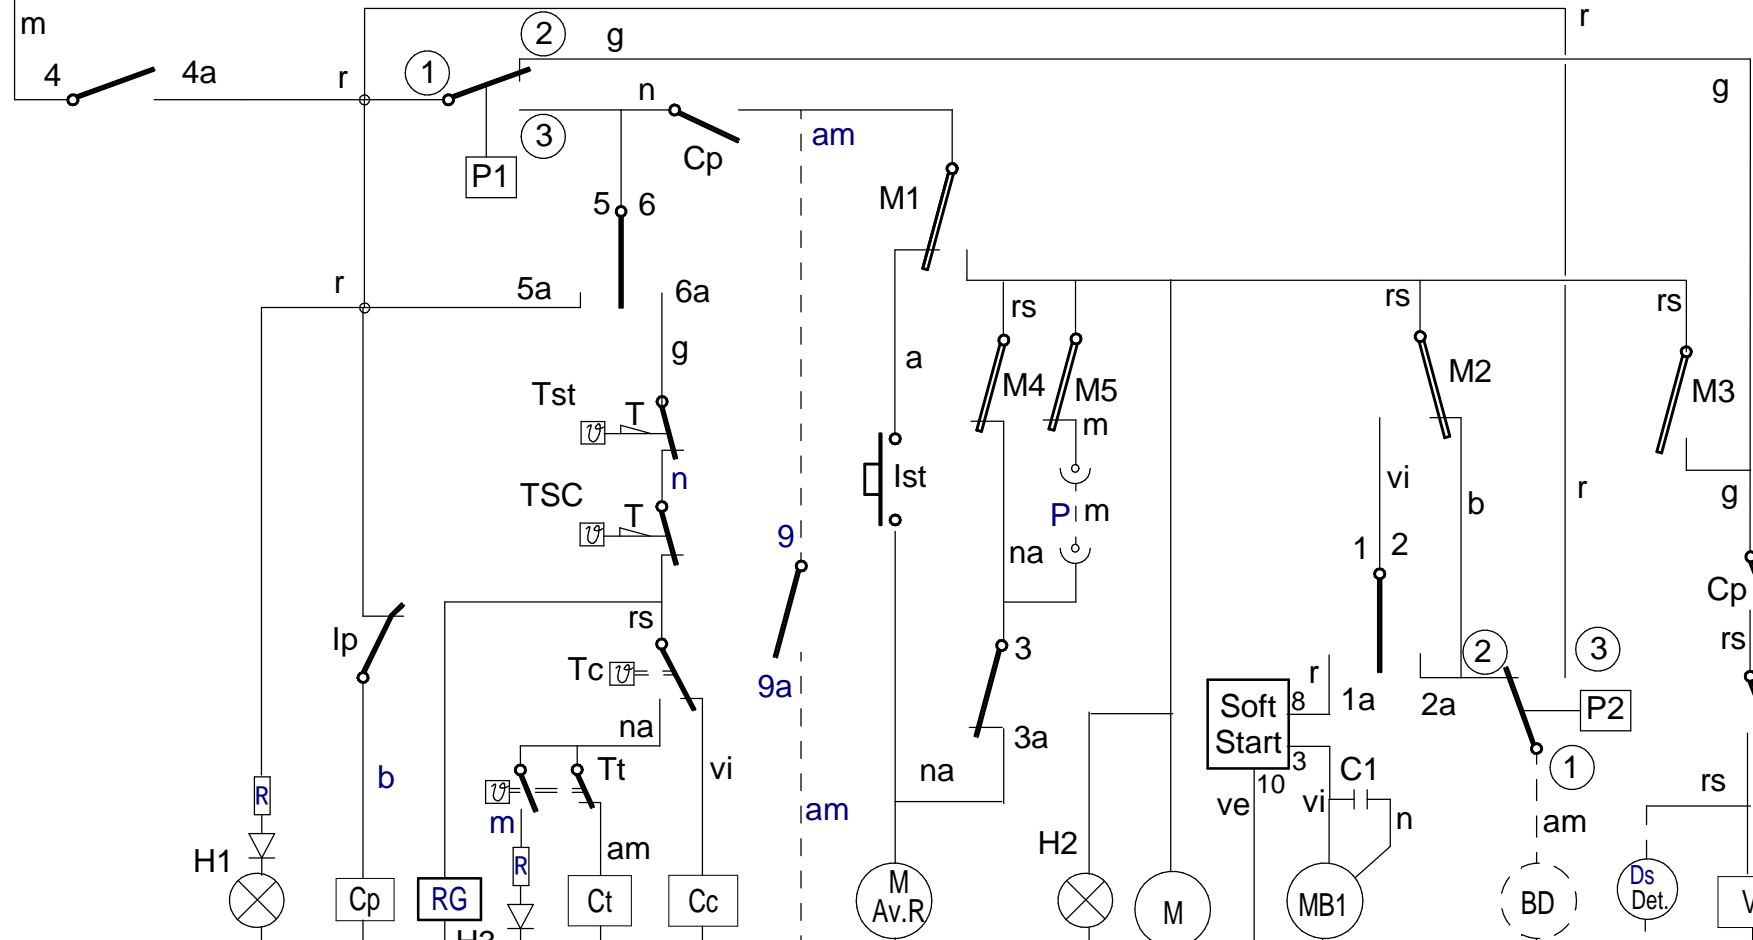 m
r
2
g
4
4a
r
1
g
n
3
am
Cp
P1
M1
5
6
r
5a
6a
rs
rs
rs
g
a
M4
M5
M2
M3
Tst
T
ϑ
m
n
Ist
vi
b
r
g
TSC
T
ϑ
P
m
9
na
1
2
Cp
rs
Ip
rs
3
2
3
Tc
ϑ
9a
r
Soft
Start
8
1a
2a
P2
na
3a
3
b
Tt
vi
na
C1
1
rs
R
ϑ
10
m
am
ve
vi
n
am
H1
R
am
H2
Cp
RG
Ct
Cc
M
Av.R
M
MB1
BD
Ds
Det.